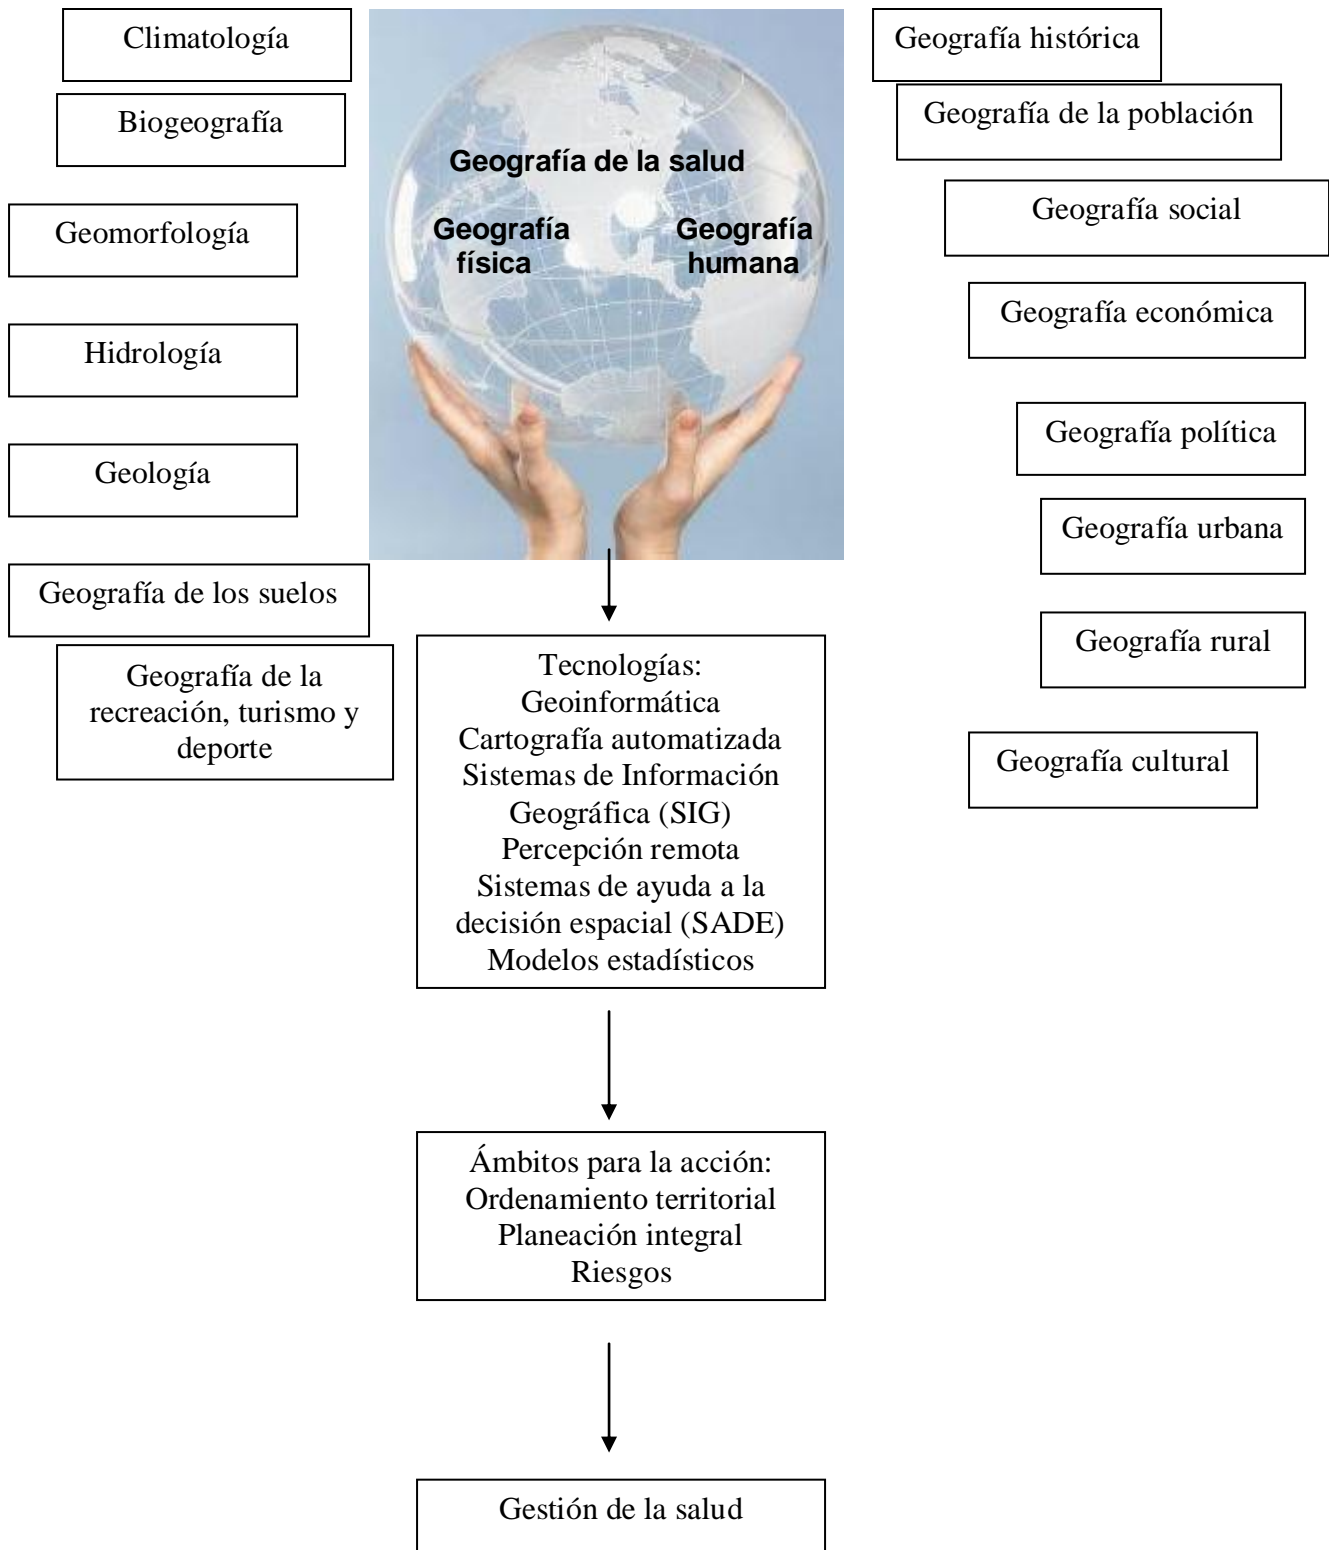 Climatología
Biogeografía
Geomorfología
Hidrología
Geología
Geografía de los suelos
Geografía de la
recreación, turismo y
deporte
Geografía de la salud
Geografía
física
Geografía
humana
Geografía histórica
Geografía de la población
Geografía social
Geografía económica
Geografía política
Geografía urbana
Geografía rural
Geografía cultural
Tecnologías:
Geoinformática
Cartografía automatizada
Sistemas de Información
Geográfica (SIG)
Percepción remota
Sistemas de ayuda a la
decisión espacial (SADE)
Modelos estadísticos
Ámbitos para la acción:
Ordenamiento territorial
Planeación integral
Riesgos
Gestión de la salud